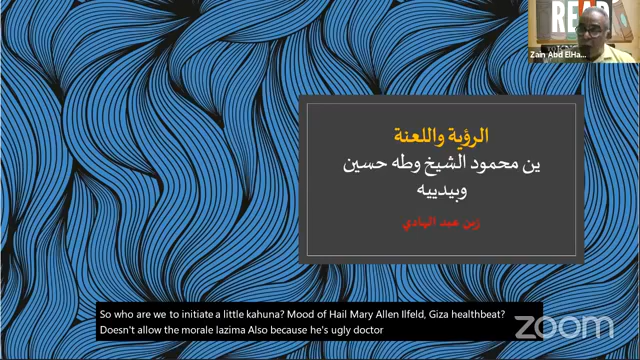 READ
Zain Abd ElHa...
الرؤية واللعنة
ين محمود الشيخ وطه حسين
وبيدييه
زين عبد الهادي
So who are we to initiate a little kahuna? Mood of Hail Mary Allen Ilfeld, Giza healthbeat?
Doesn't allow the morale lazima Also because he's ugly doctor
zoom